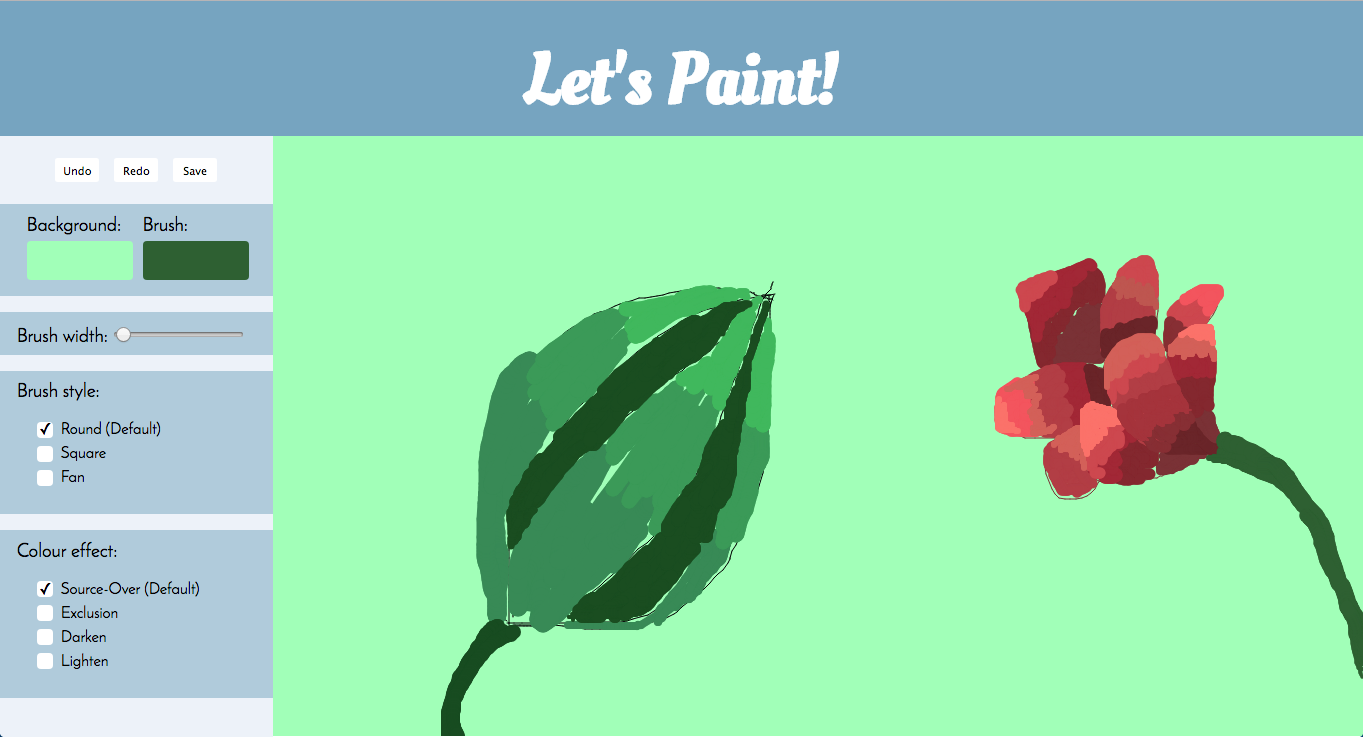 Let's Paint!
Undo Redo Save
Background: Brush:
Brush width:
Brush style:
Round (Default)
Square
Fan
Colour effect:
Source-Over (Default)
Exclusion
Darken
Lighten